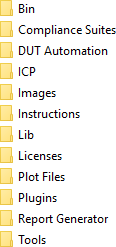 Bin
Compliance Suites
DUT Automation
ICP
Images
Instructions
Lib
Licenses
Plot Files
Plugins
Report Generator
Tools